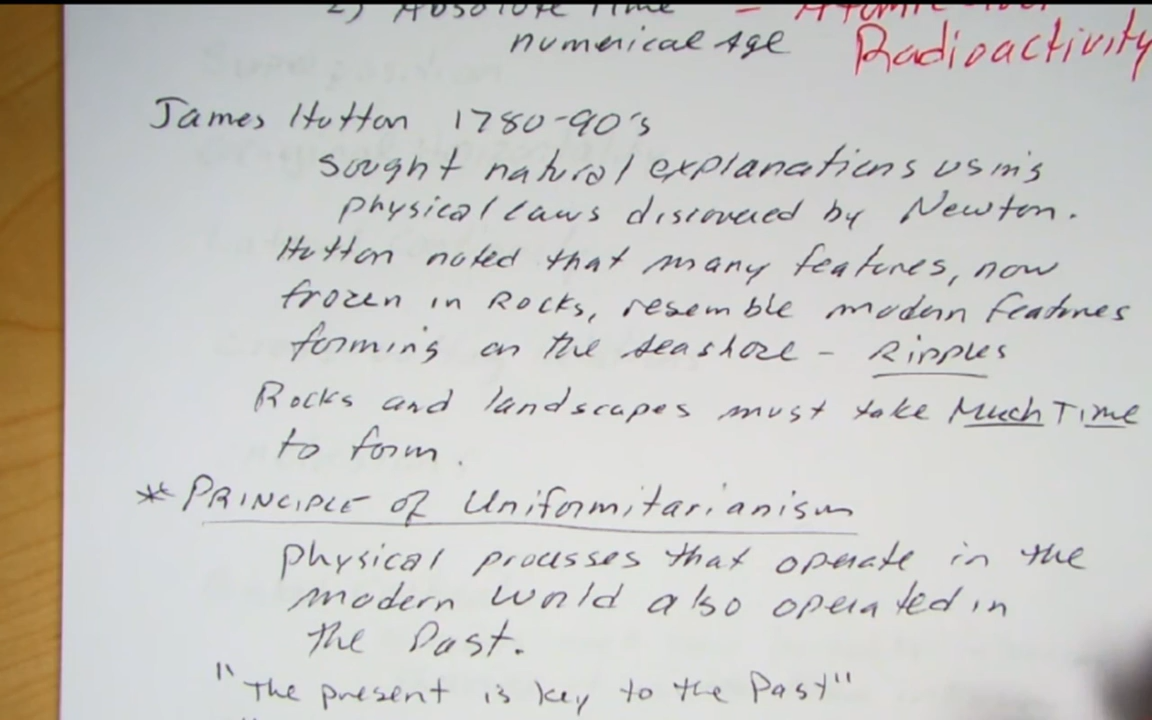 2) Absolute Time =
numerical Age Radioactivity
James Hutton 1780-90's
sought natural explanations using
physical laws discovered by Newton.
Hutton noted that many features, now
frozen in Rocks, resemble modern features
forming on the seashore - Ripples
Rocks and landscapes must take Much Time
to form.
* PRINCIPLE of Uniformitarianism
physical processes that operate in the
modern world also operated in
the Past.
"The present is key to the Past"